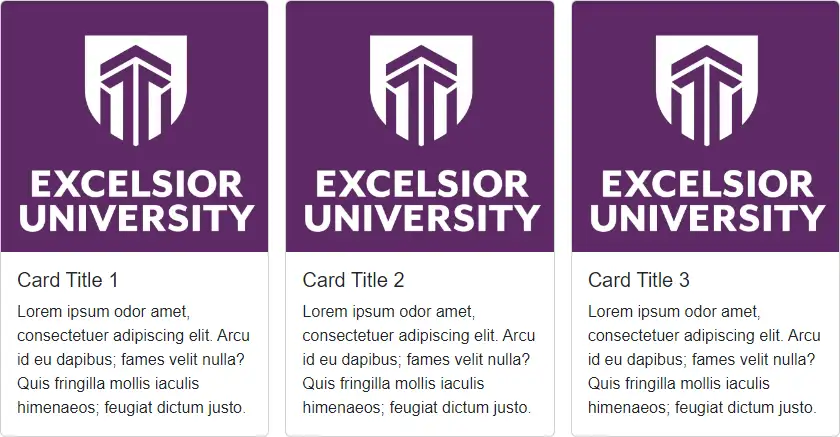 EXCELSIOR
UNIVERSITY
Card Title 1
Lorem ipsum odor amet,
consectetuer adipiscing elit. Arcu
id eu dapibus; fames velit nulla?
Quis fringilla mollis iaculis
himenaeos; feugiat dictum justo.
EXCELSIOR
UNIVERSITY
Card Title 2
Lorem ipsum odor amet,
consectetuer adipiscing elit. Arcu
id eu dapibus; fames velit nulla?
Quis fringilla mollis iaculis
himenaeos; feugiat dictum justo.
EXCELSIOR
UNIVERSITY
Card Title 3
Lorem ipsum odor amet,
consectetuer adipiscing elit. Arcu
id eu dapibus; fames velit nulla?
Quis fringilla mollis iaculis
himenaeos; feugiat dictum justo.